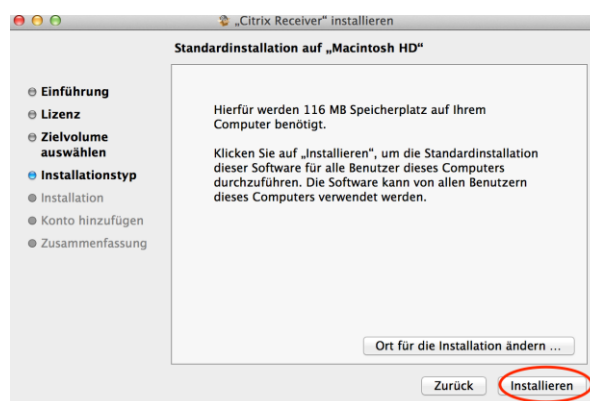 „Citrix Receiver“ installieren
Standardinstallation auf „Macintosh HD“
Einführung
Lizenz
Zielvolume
auswählen
Installationstyp
Installation
Konto hinzufügen
Zusammenfassung
Hierfür werden 116 MB Speicherplatz auf Ihrem
Computer benötigt.
Klicken Sie auf „Installieren“, um die Standardinstallation
dieser Software für alle Benutzer dieses Computers
durchzuführen. Die Software kann von allen Benutzern
dieses Computers verwendet werden.
Ort für die Installation ändern ...
Zurück
Installieren